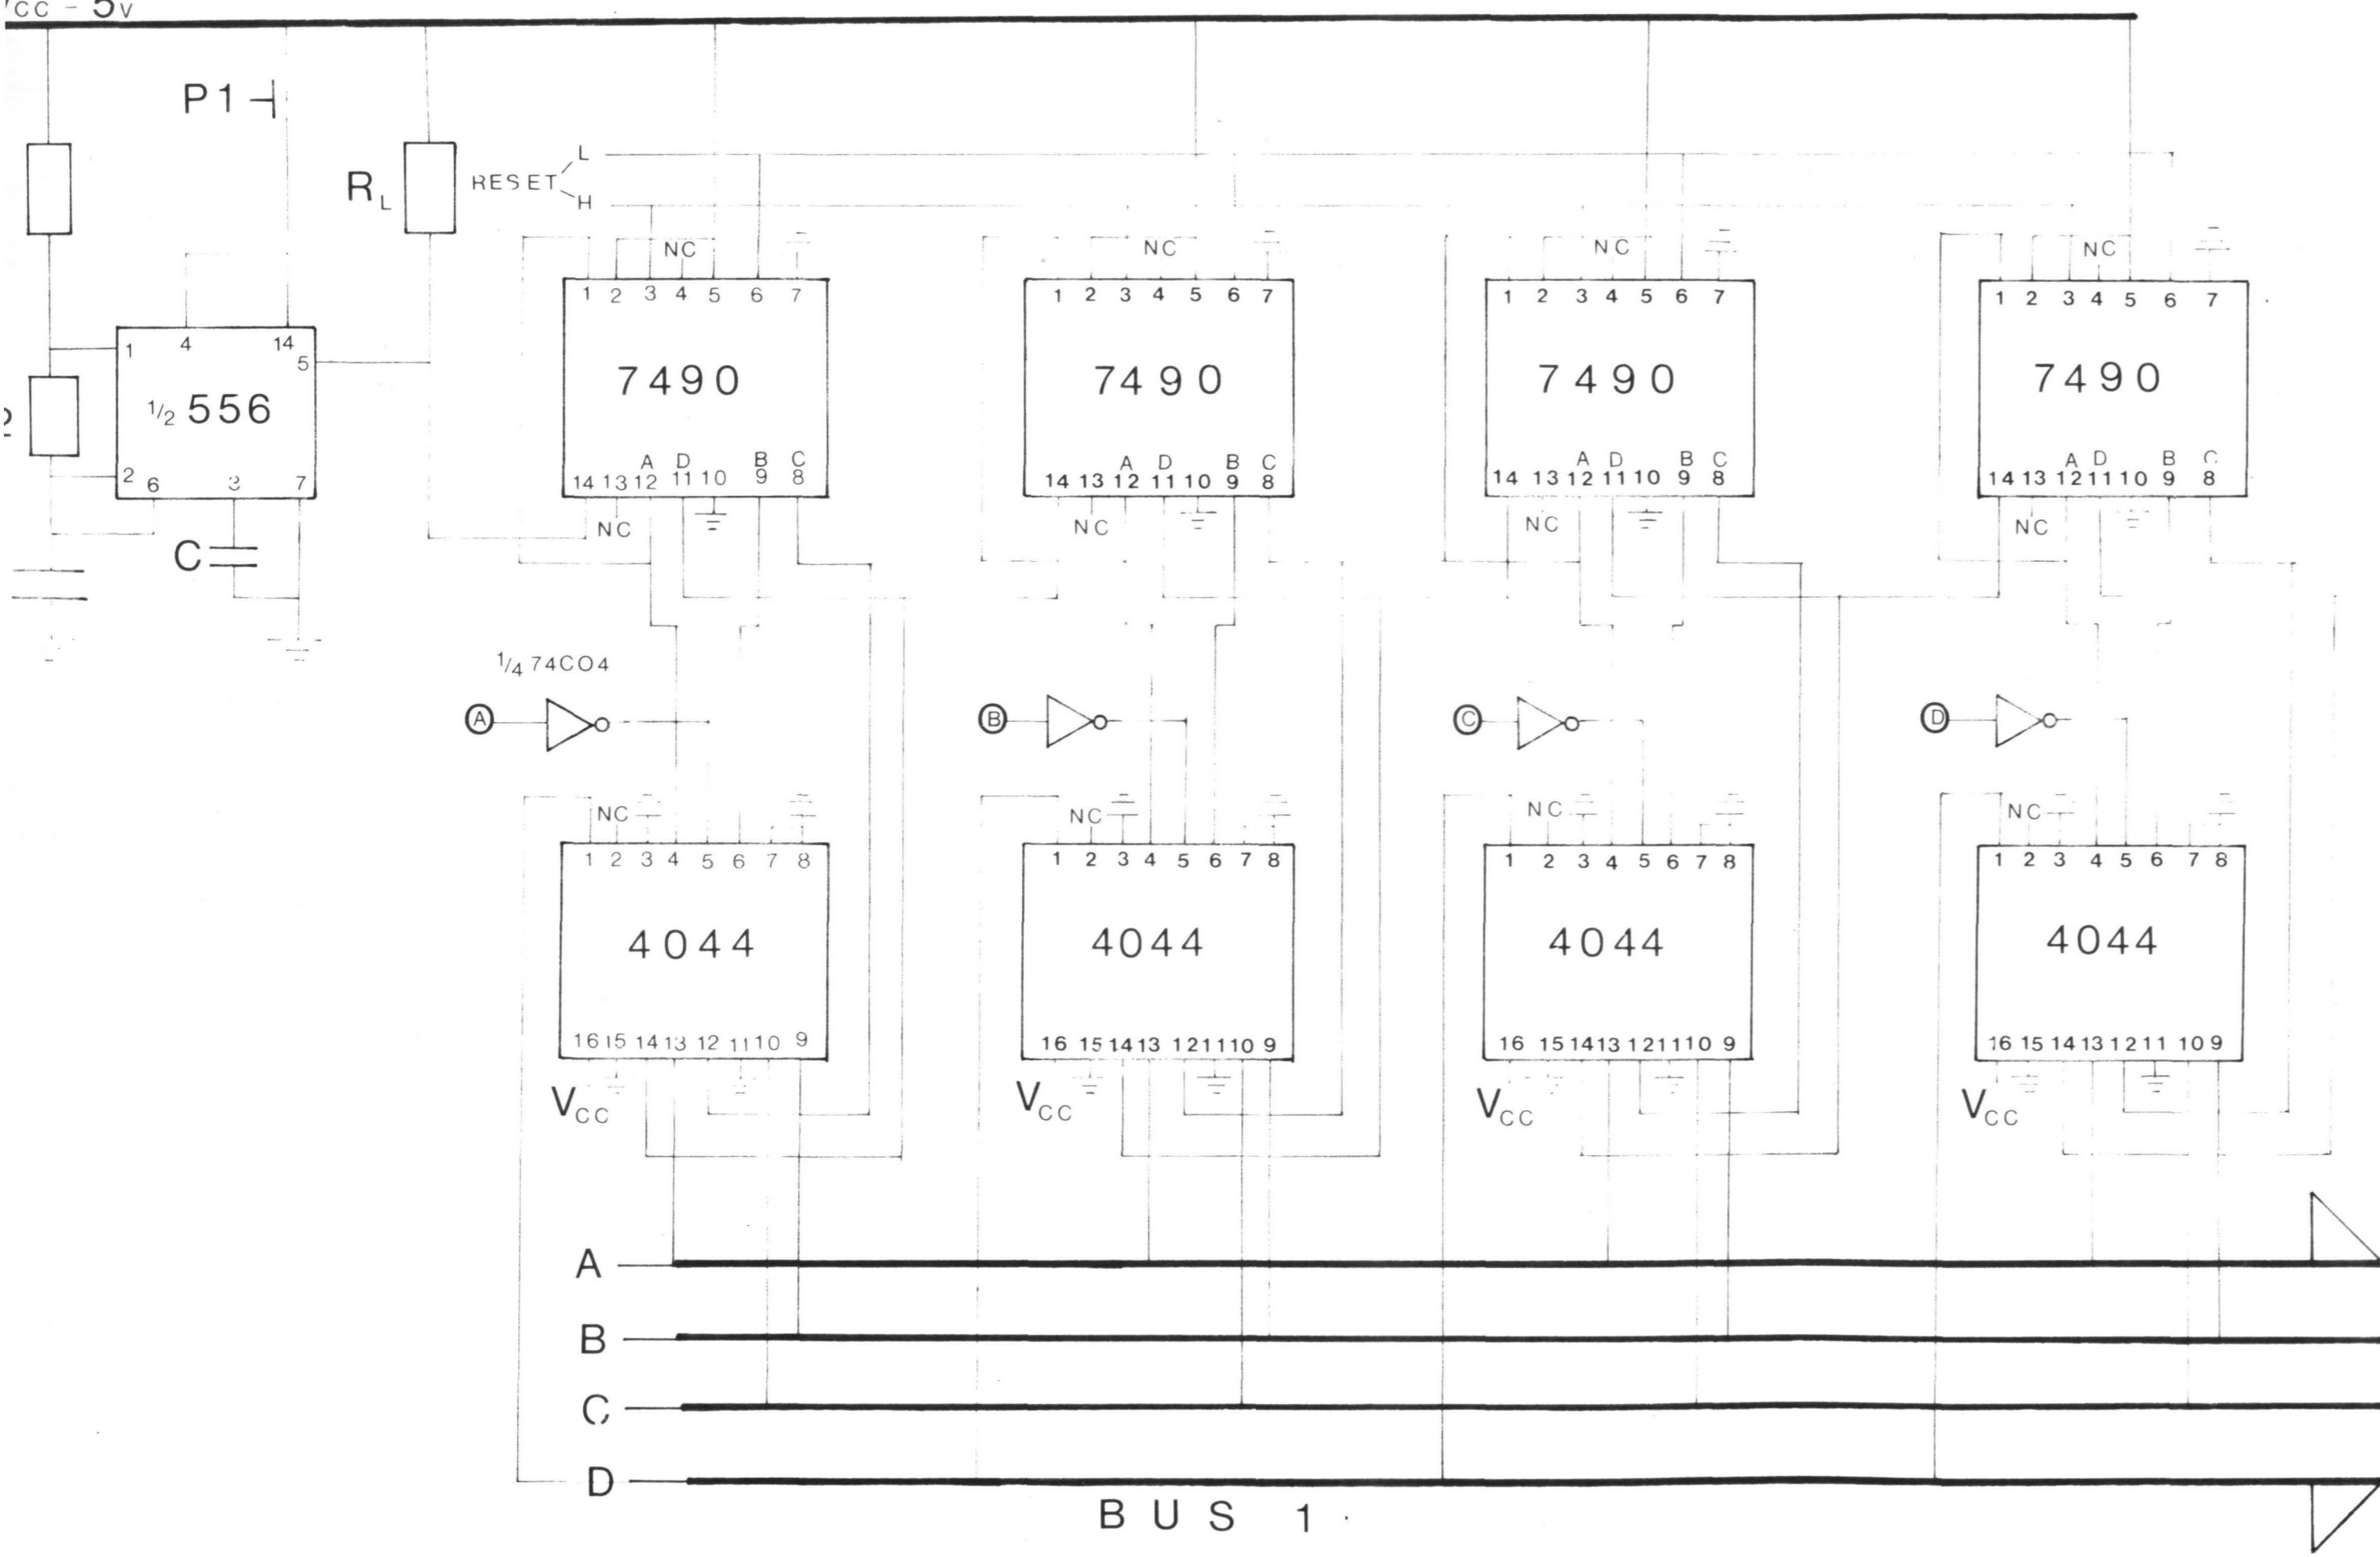 VCC - 5V
P1
RL
RESET L
H
NC NC NC NC
1 2 3 4 5 6 7
1 2 3 4 5 6 7
1 2 3 4 5 6 7
1 2 3 4 5 6 7
1 4 14 5
1/2 556
2 6 3 7
7490 7490 7490 7490
A D B C
14 13 12 11 10 9 8
A D B C
14 13 12 11 10 9 8
A D B C
14 13 12 11 10 9 8
A D B C
14 13 12 11 10 9 8
NC NC NC NC
C
1/4 74CO4
A B C D
NC NC NC NC
1 2 3 4 5 6 7 8
1 2 3 4 5 6 7 8
1 2 3 4 5 6 7 8
1 2 3 4 5 6 7 8
4044 4044 4044 4044
16 15 14 13 12 11 10 9
16 15 14 13 12 11 10 9
16 15 14 13 12 11 10 9
16 15 14 13 12 11 10 9
VCC VCC VCC VCC
A
B
C
D
BUS 1